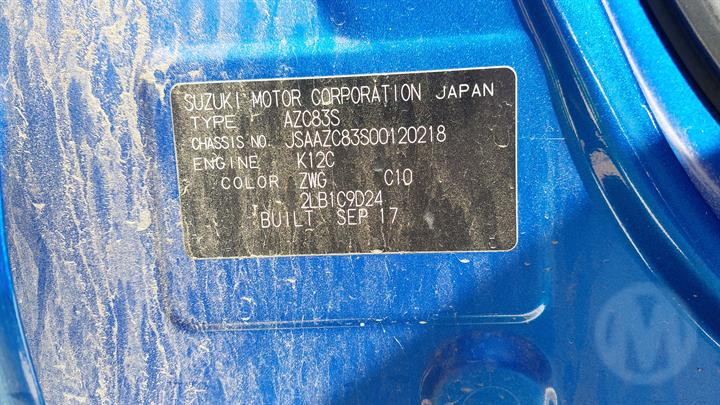 SUZUKI MOTOR CORPORATION JAPAN
TYPE AZC83S
CHASSIS NO. JSAAZC83S00120218
ENGINE K12C
COLOR ZWG C10
2LB1C9D24
BUILT SEP 17
M